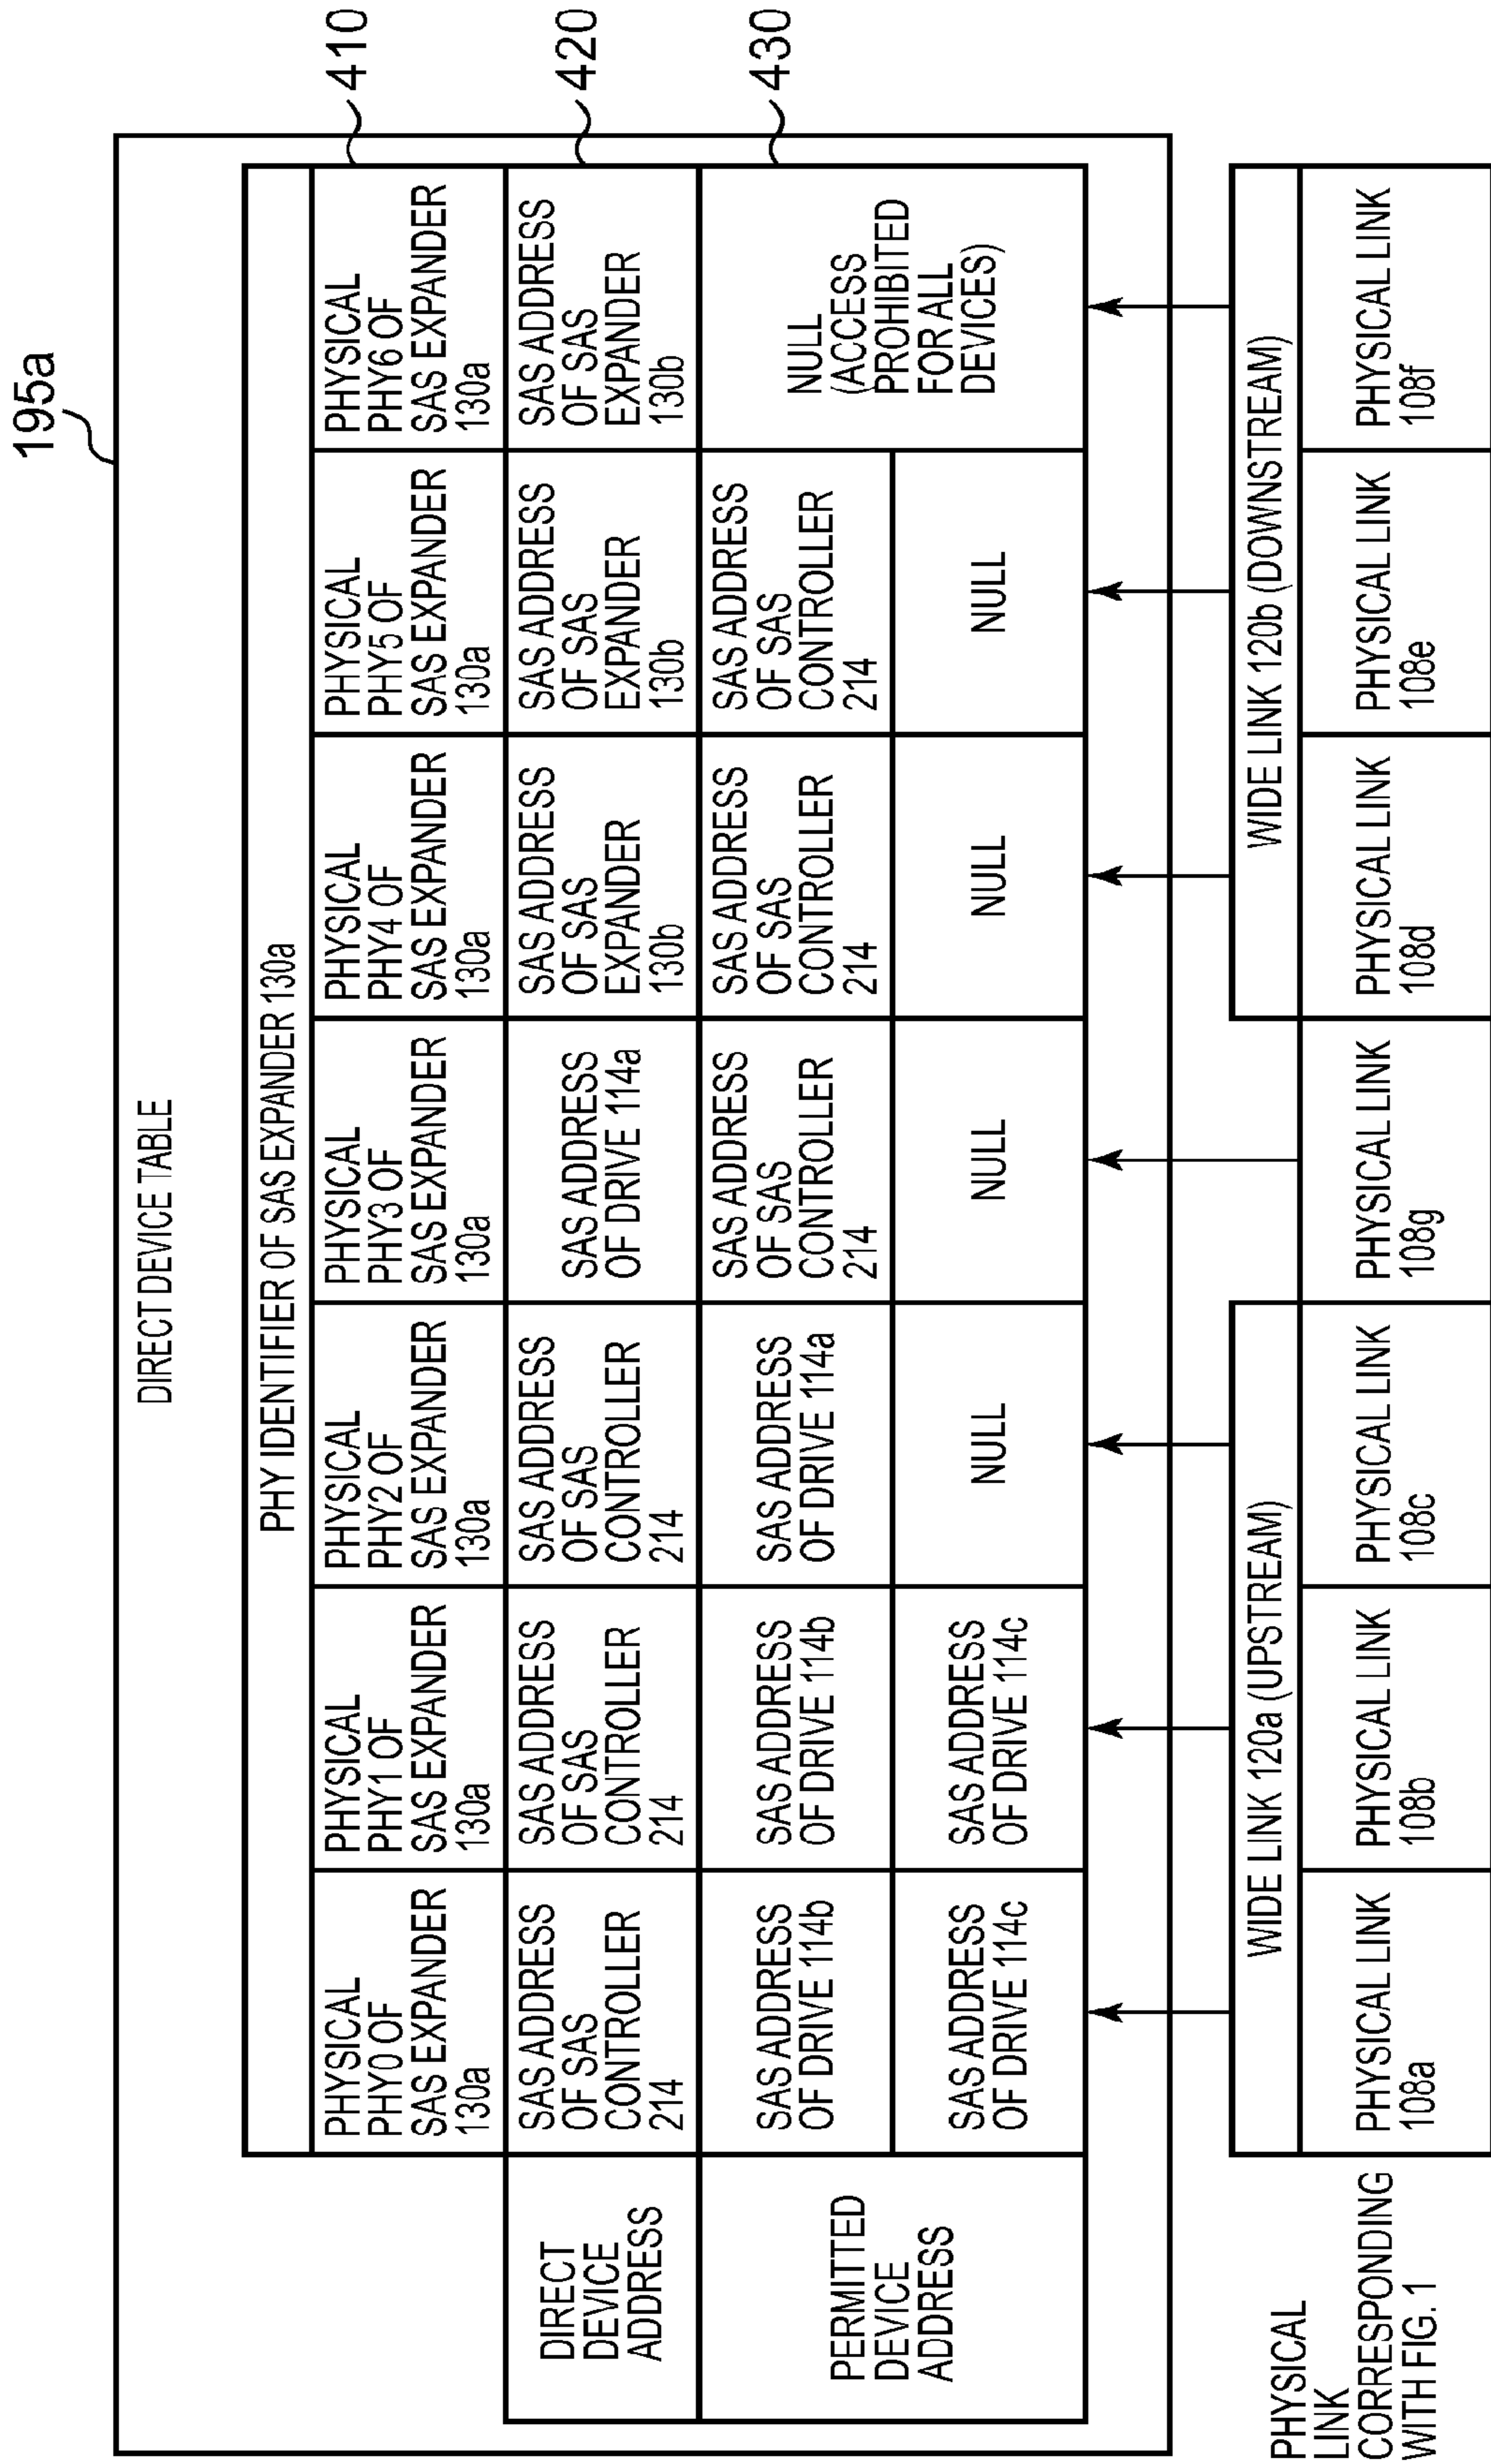 195a
DIRECT DEVICE TABLE
PHY IDENTIFIER OF SAS EXPANDER 130a
410
PHYSICAL
PHY0 OF
SAS EXPANDER
130a
PHYSICAL
PHY1 OF
SAS EXPANDER
130a
PHYSICAL
PHY2 OF
SAS EXPANDER
130a
PHYSICAL
PHY3 OF
SAS EXPANDER
130a
PHYSICAL
PHY4 OF
SAS EXPANDER
130a
PHYSICAL
PHY5 OF
SAS EXPANDER
130a
PHYSICAL
PHY6 OF
SAS EXPANDER
130a
420
DIRECT
DEVICE
ADDRESS
SAS ADDRESS
OF SAS
CONTROLLER
214
SAS ADDRESS
OF SAS
CONTROLLER
214
SAS ADDRESS
OF SAS
CONTROLLER
214
SAS ADDRESS
OF DRIVE 114a
SAS ADDRESS
OF SAS
EXPANDER
130b
SAS ADDRESS
OF SAS
EXPANDER
130b
SAS ADDRESS
OF SAS
EXPANDER
130b
430
PERMITTED
DEVICE
ADDRESS
SAS ADDRESS
OF DRIVE 114b
SAS ADDRESS
OF DRIVE 114b
SAS ADDRESS
OF DRIVE 114a
SAS ADDRESS
OF SAS
CONTROLLER
214
SAS ADDRESS
OF SAS
CONTROLLER
214
SAS ADDRESS
OF SAS
CONTROLLER
214
NULL
(ACCESS
PROHIBITED
FOR ALL
DEVICES)
SAS ADDRESS
OF DRIVE 114c
SAS ADDRESS
OF DRIVE 114c
NULL
NULL
NULL
NULL
WIDE LINK 120a (UPSTREAM)
WIDE LINK 120b (DOWNSTREAM)
PHYSICAL
LINK
CORRESPONDING
WITH FIG. 1
PHYSICAL LINK
108a
PHYSICAL LINK
108b
PHYSICAL LINK
108c
PHYSICAL LINK
108g
PHYSICAL LINK
108d
PHYSICAL LINK
108e
PHYSICAL LINK
108f